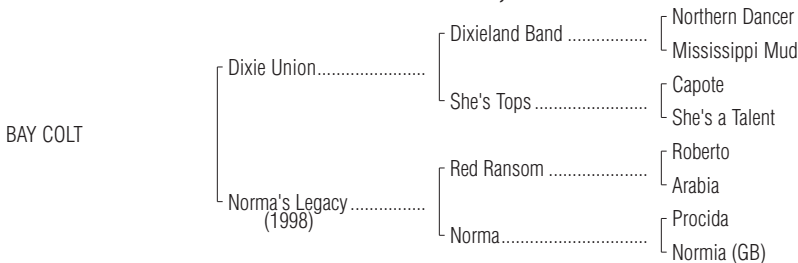 Northern Dancer
Dixieland Band ..................
Mississippi Mud
Dixie Union.......................
Capote
She's Tops .........................
She's a Talent
BAY COLT
Roberto
Red Ransom ......................
Arabia
Norma's Legacy ................
(1998)
Procida
Norma.................................
Normia (GB)